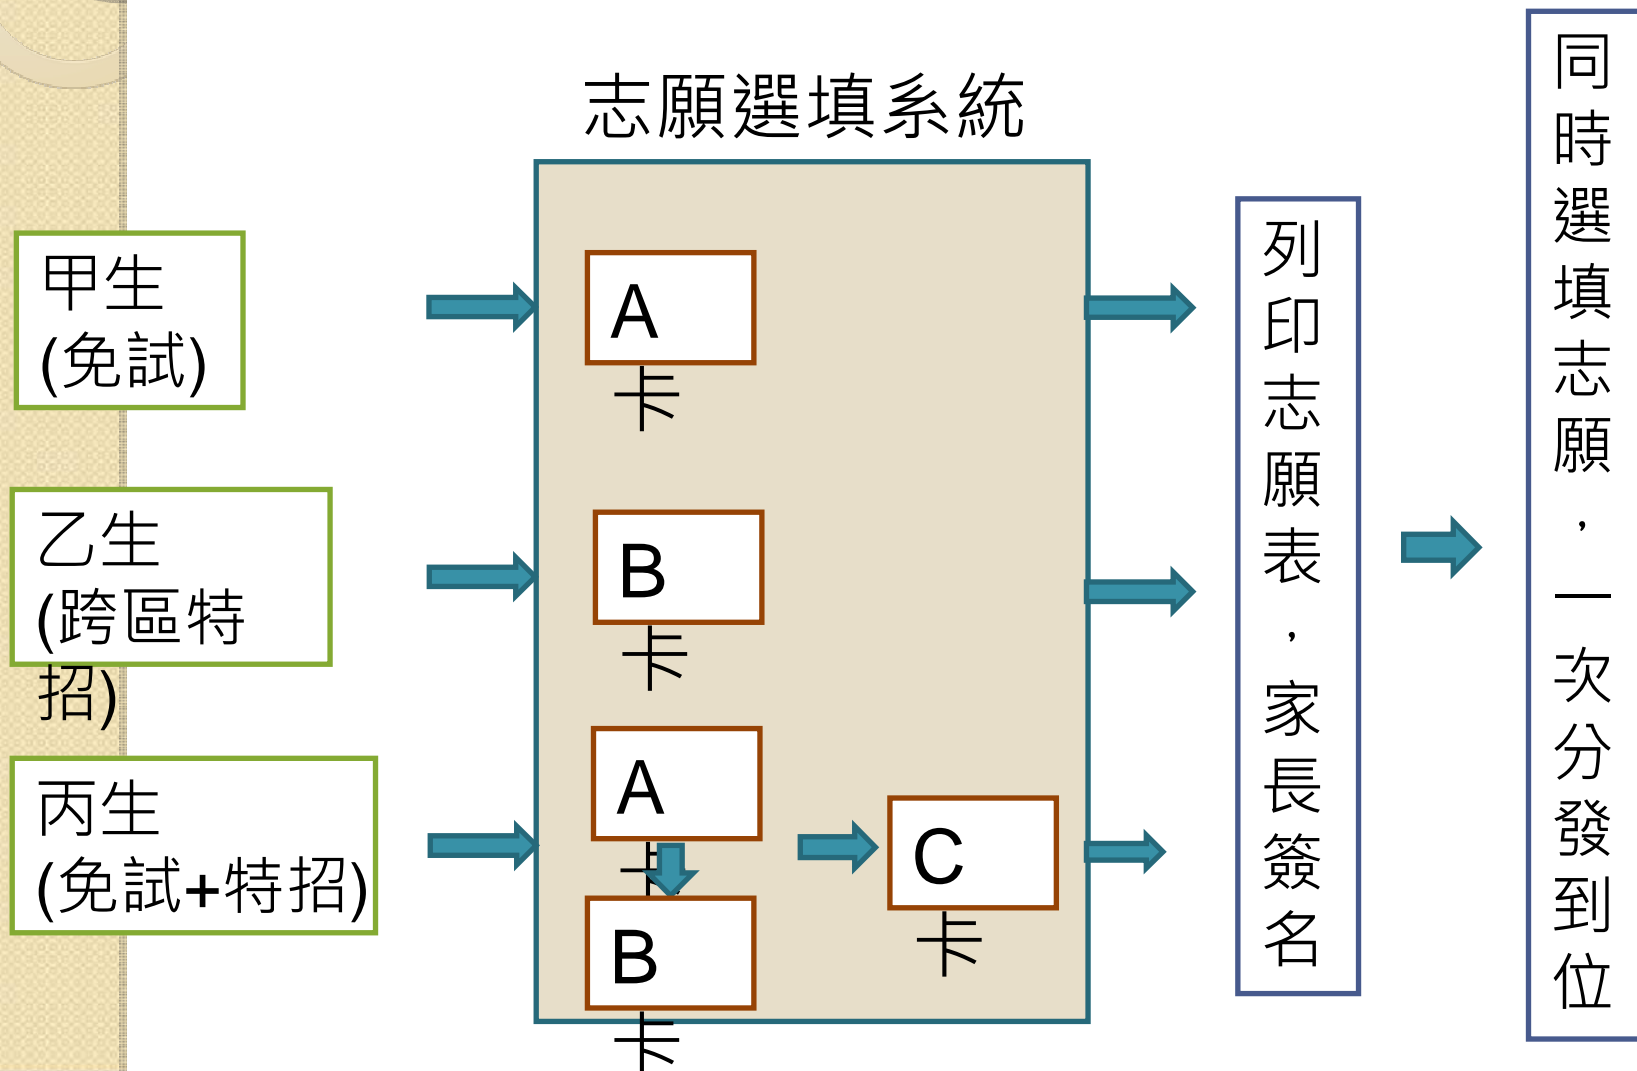 志願選填系統
甲生
(免試)
A
卡
乙生
(跨區特
招)
B
卡
丙生
(免試+特招)
A
卡
B
卡
C
卡
列印志願表，家長簽名
同時選填志願，一次分發到位